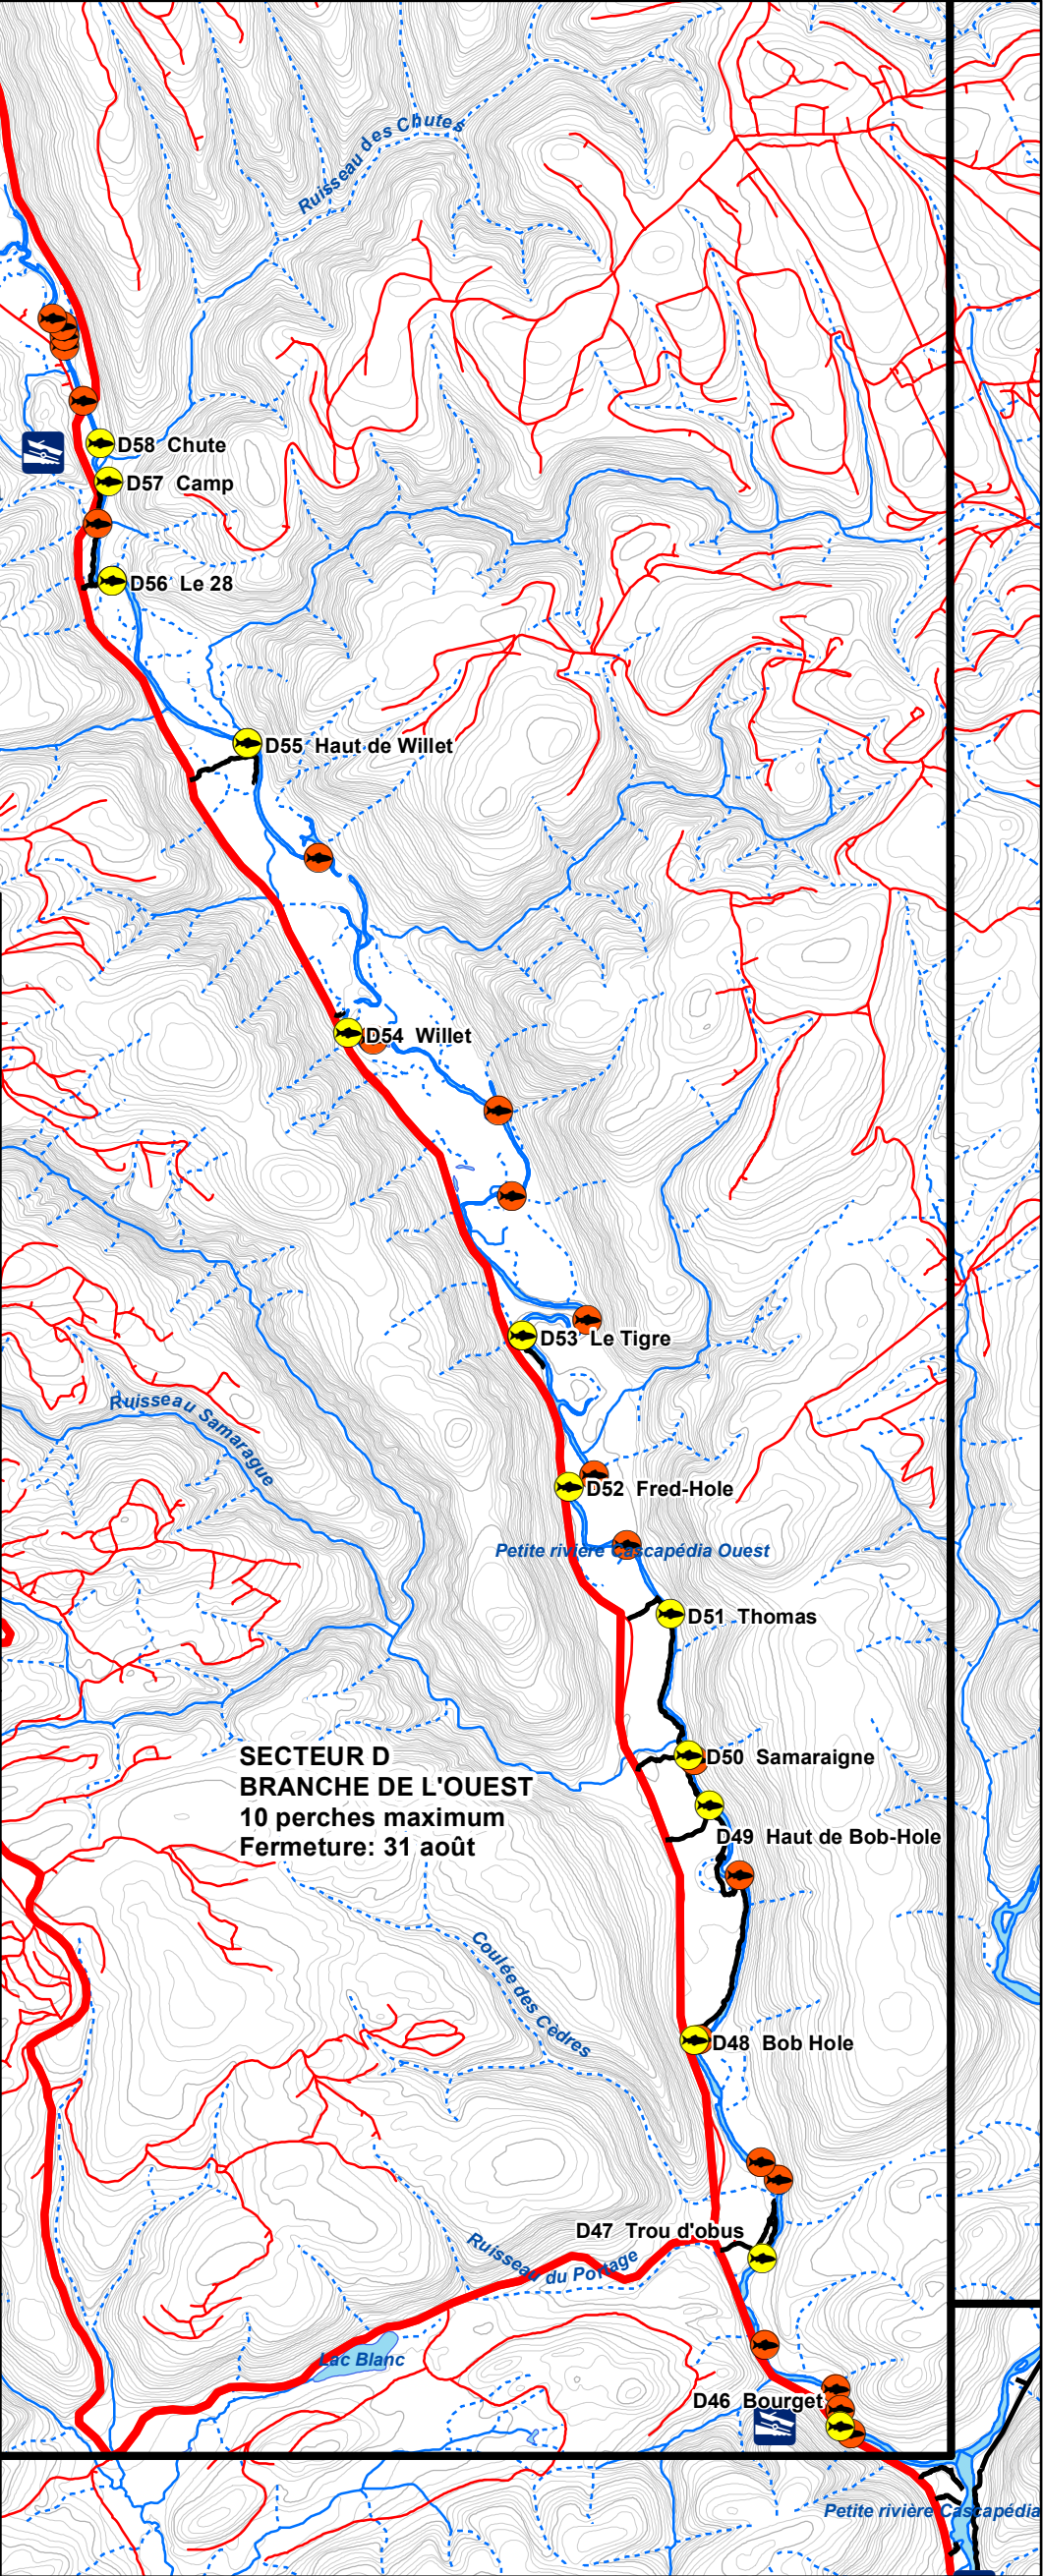 Ruisseau des Chutes
D58 Chute
D57 Camp
D56 Le 28
D55 Haut de Willet
D54 Willet
D53 Le Tigre
Ruisseau Samarague
D52 Fred-Hole
Petite rivière Cascapédia Ouest
D51 Thomas
SECTEUR D
BRANCHE DE L'OUEST
10 perches maximum
Fermeture: 31 août
D50 Samaraigne
D49 Haut de Bob-Hole
Coulée des Cèdres
D48 Bob Hole
D47 Trou d'obus
Ruisseau du Portage
Lac Blanc
D46 Bourget
Petite rivière Cascapédia